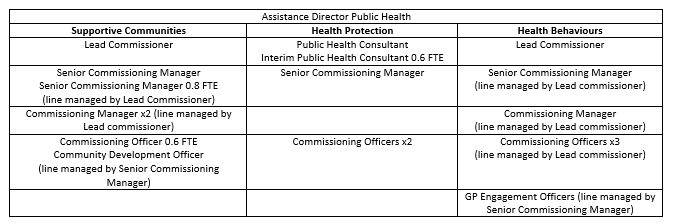 Assistance Director Public Health
Supportive Communities
Health Protection
Health Behaviours
Lead Commissioner
Public Health Consultant
Interim Public Health Consultant 0.6 FTE
Lead Commissioner
Senior Commissioning Manager
Senior Commissioning Manager 0.8 FTE
(line managed by Lead Commissioner)
Senior Commissioning Manager
Senior Commissioning Manager
(line managed by Lead commissioner)
Commissioning Manager x2 (line managed by
Lead commissioner)
Commissioning Manager
(line managed by Lead commissioner)
Commissioning Officer 0.6 FTE
Community Development Officer
(line managed by Senior Commissioning
Manager)
Commissioning Officers x2
Commissioning Officers x3
(line managed by Lead commissioner)
GP Engagement Officers (line managed by
Senior Commissioning Manager)